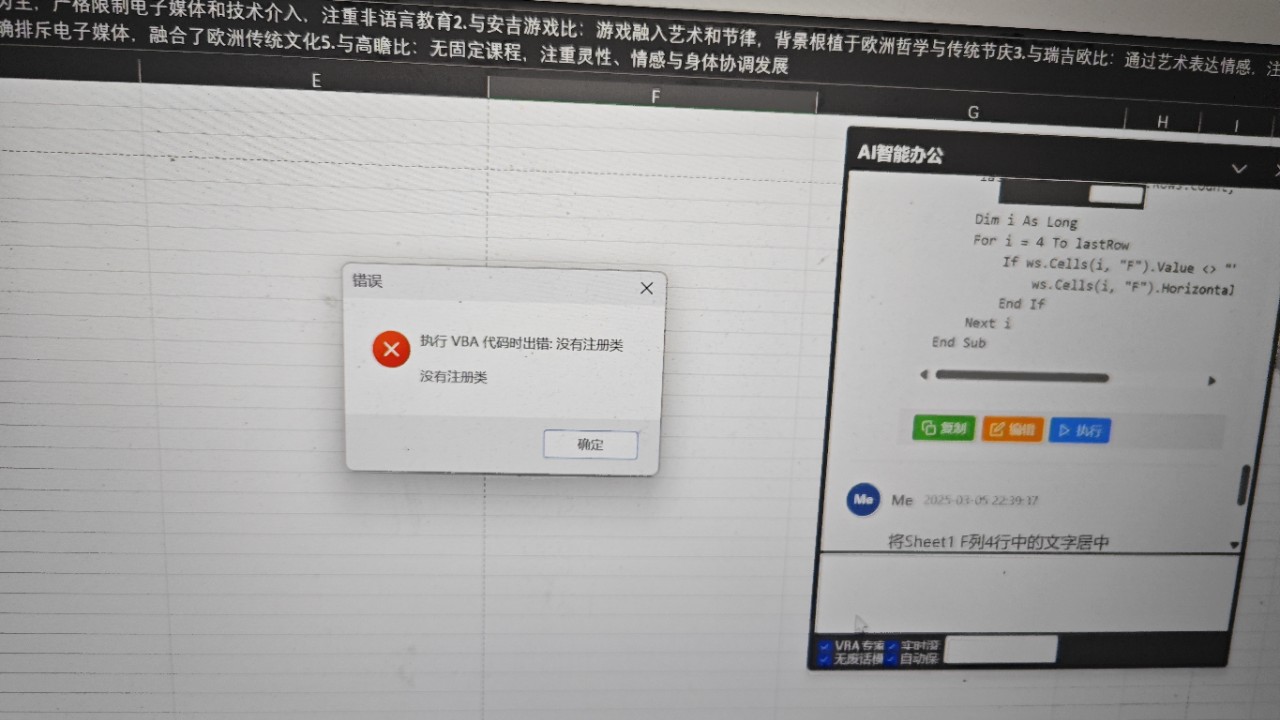 为主，严格限制电子媒体和技术介入，注重非语言教育2.与安吉游戏比：游戏融入艺术和节律，背景根植于欧洲哲学与传统节庆3.与瑞吉欧比：通过艺术表达情感，注
确排斥电子媒体，融合了欧洲传统文化5.与高瞻比：无固定课程，注重灵性、情感与身体协调发展
E F G H I
AI智能办公
Dim i As Long
For i = 4 To lastRow
If ws.Cells(i, "F").Value <> "
ws.Cells(i, "F").Horizontal
End If
Next i
End Sub
错误
执行 VBA 代码时出错: 没有注册类
没有注册类
确定
复制 编辑 执行
Me Me 2025-03-05 22:39:37
将Sheet1 F列4行中的文字居中
VBA 专 实时
无废话模 自动保